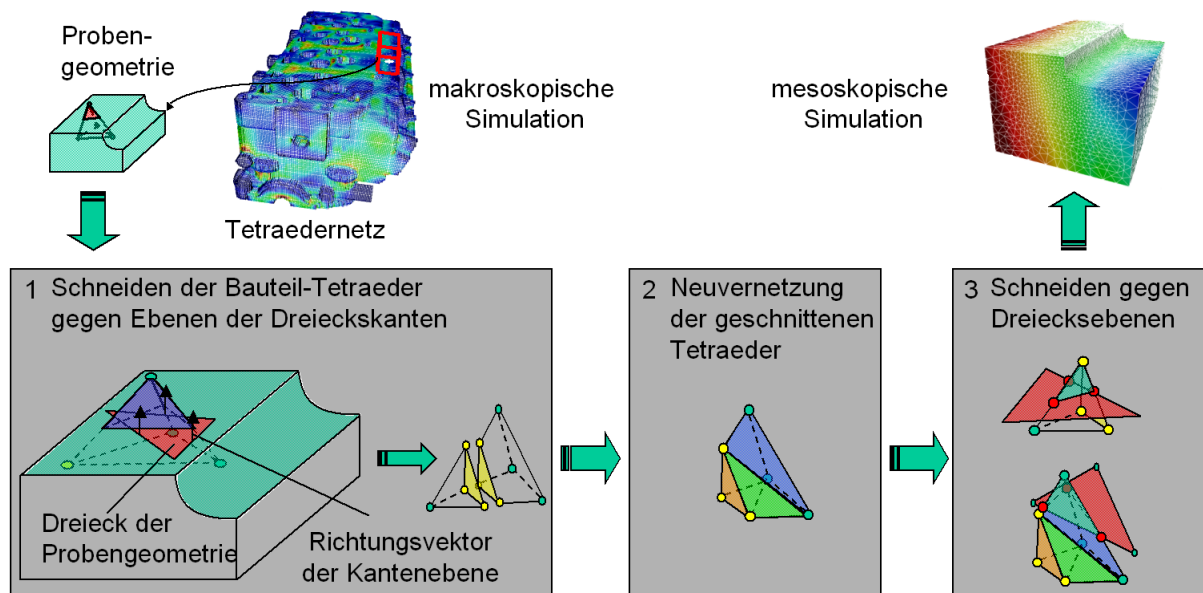 Proben-
geometrie
makroskopische
Simulation
Tetraedernetz
mesoskopische
Simulation
1 Schneiden der Bauteil-Tetraeder
gegen Ebenen der Dreieckskanten
Dreieck der
Probengeometrie
Richtungsvektor
der Kantenebene
2 Neuvernetzung
der geschnittenen
Tetraeder
3 Schneiden gegen
Dreiecksebenen